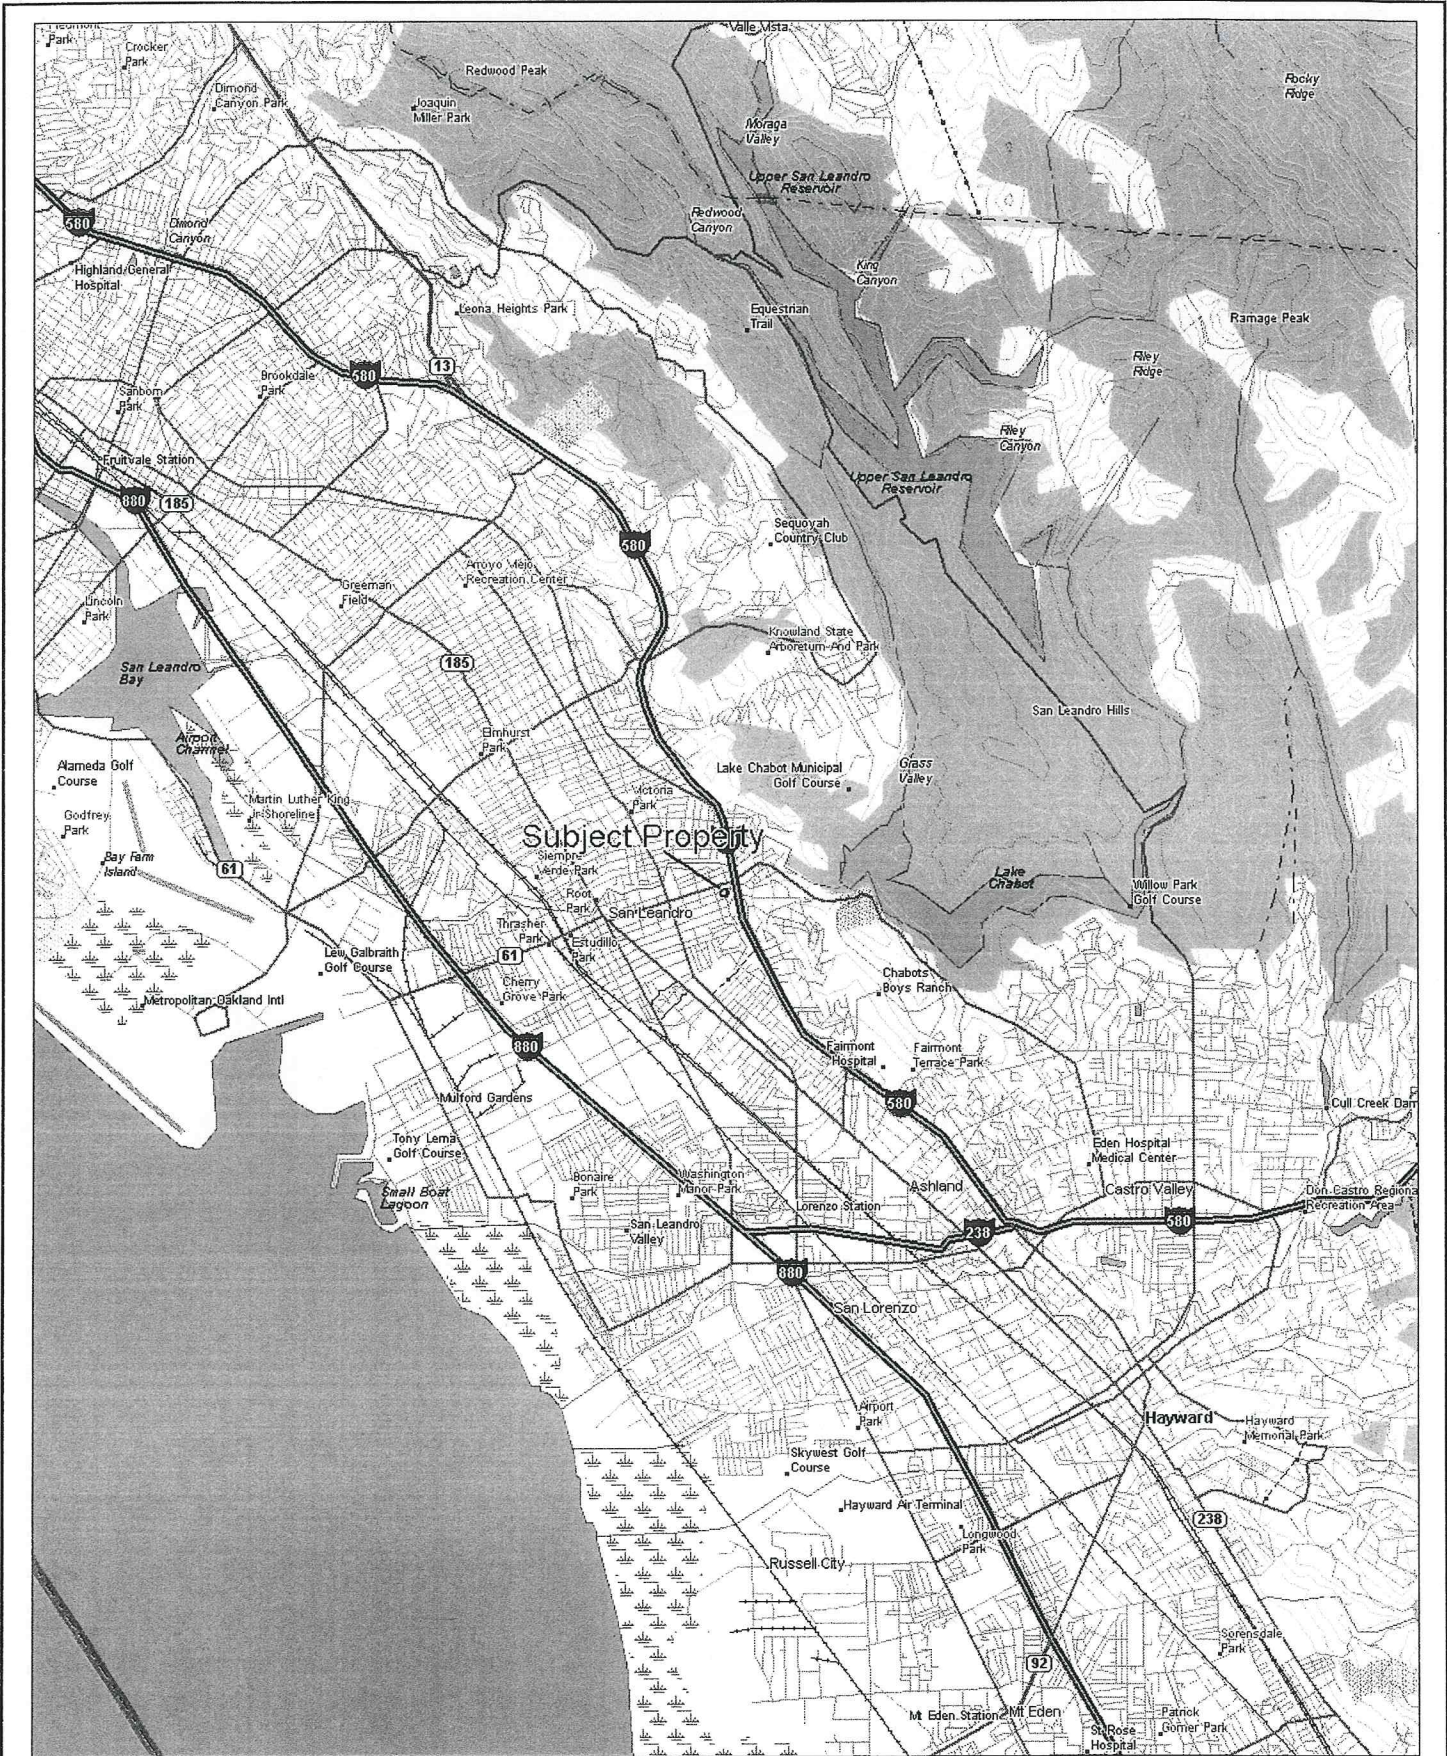 Piedmont
Park
Crocker
Park
Valle Vista
Redwood Peak
Rocky
Ridge
Dimond
Canyon Park
Joaquin
Miller Park
Moraga
Valley
Upper San Leandro
Reservoir
580
Dimond
Canyon
Redwood
Canyon
Highland General
Hospital
King
Canyon
Leona Heights Park
Equestrian
Trail
Ramage Peak
Riley
Ridge
13
580
Brookdale
Park
Sanborn
Park
Riley
Canyon
Fruitvale Station
880
185
Upper San Leandro
Reservoir
Sequoyah
Country Club
580
Arroyo Viejo
Recreation Center
Greeman
Field
Lincoln
Park
Knowland State
Arboretum And Park
San Leandro
Bay
185
San Leandro Hills
Airport
Channel
Elmhurst
Park
Alameda Golf
Course
Lake Chabot Municipal
Golf Course
Grass
Valley
Martin Luther King
Jr Shoreline
Victoria
Park
Godfrey
Park
Subject Property
Bay Farm
Island
61
Siempre
Verde Park
Lake
Chabot
Willow Park
Golf Course
Root
Park
San Leandro
Thrasher
Park
Estudillo
Park
Lew Galbraith
Golf Course
61
Cherry
Grove Park
Chabots
Boys Ranch
Metropolitan Oakland Intl
880
Fairmont
Hospital
Fairmont
Terrace Park
Mulford Gardens
580
Cull Creek Dam
Tony Lema
Golf Course
Eden Hospital
Medical Center
Small Boat
Lagoon
Bonaire
Park
Washington
Manor Park
Ashland
Castro Valley
Don Castro Regiona
Recreation Area
Lorenzo Station
San Leandro
Valley
238
580
880
San Lorenzo
Airport
Park
Hayward
Hayward
Memorial Park
Skywest Golf
Course
Hayward Air Terminal
238
Longwood
Park
Russell City
Sorensdale
Park
92
Mt Eden Station
Mt Eden
Patrick
Gomer Park
St Rose
Hospital